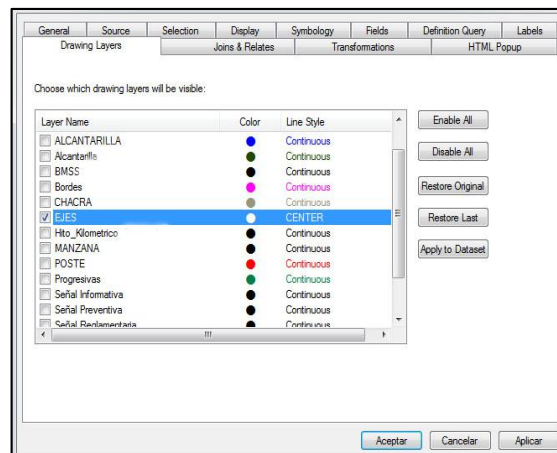 General Source Selection Display Symbology Fields Definition Query Labels
Drawing Layers Joins & Relates Transformations HTML Popup
Choose which drawing layers will be visible:
Layer Name Color Line Style
ALCANTARILLA Continuous
Alcantarilla Continuous
BMSS Continuous
Bordes Continuous
CHACRA Continuous
EJES CENTER
Hito_Kilometrico Continuous
MANZANA Continuous
POSTE Continuous
Progresivas Continuous
Señal Informativa Continuous
Señal Preventiva Continuous
Señal Reglamentaria Continuous
Enable All
Disable All
Restore Original
Restore Last
Apply to Dataset
Aceptar Cancelar Aplicar